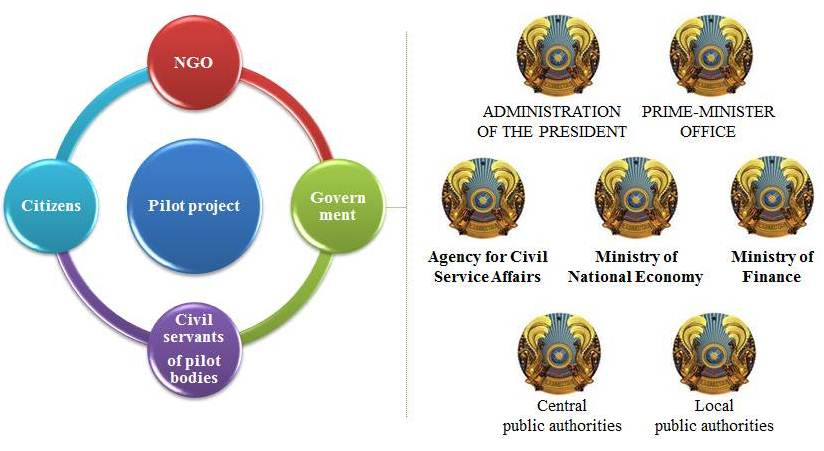 NGO
Citizens
Pilot project
Govern
ment
Civil
servants
of pilot
bodies
ADMINISTRATION
OF THE PRESIDENT
PRIME-MINISTER
OFFICE
Agency for Civil
Service Affairs
Ministry of
National Economy
Ministry of
Finance
Central
public authorities
Local
public authorities